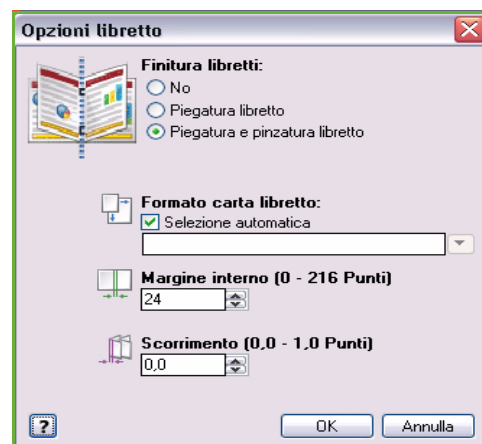 Opzioni libretto
Finitura libretti:
No
Piegatura libretto
Piegatura e pinzatura libretto
Formato carta libretto:
Selezione automatica
Margine interno (0 - 216 Punti)
24
Scorrimento (0,0 - 1,0 Punti)
0,0
?
OK
Annulla